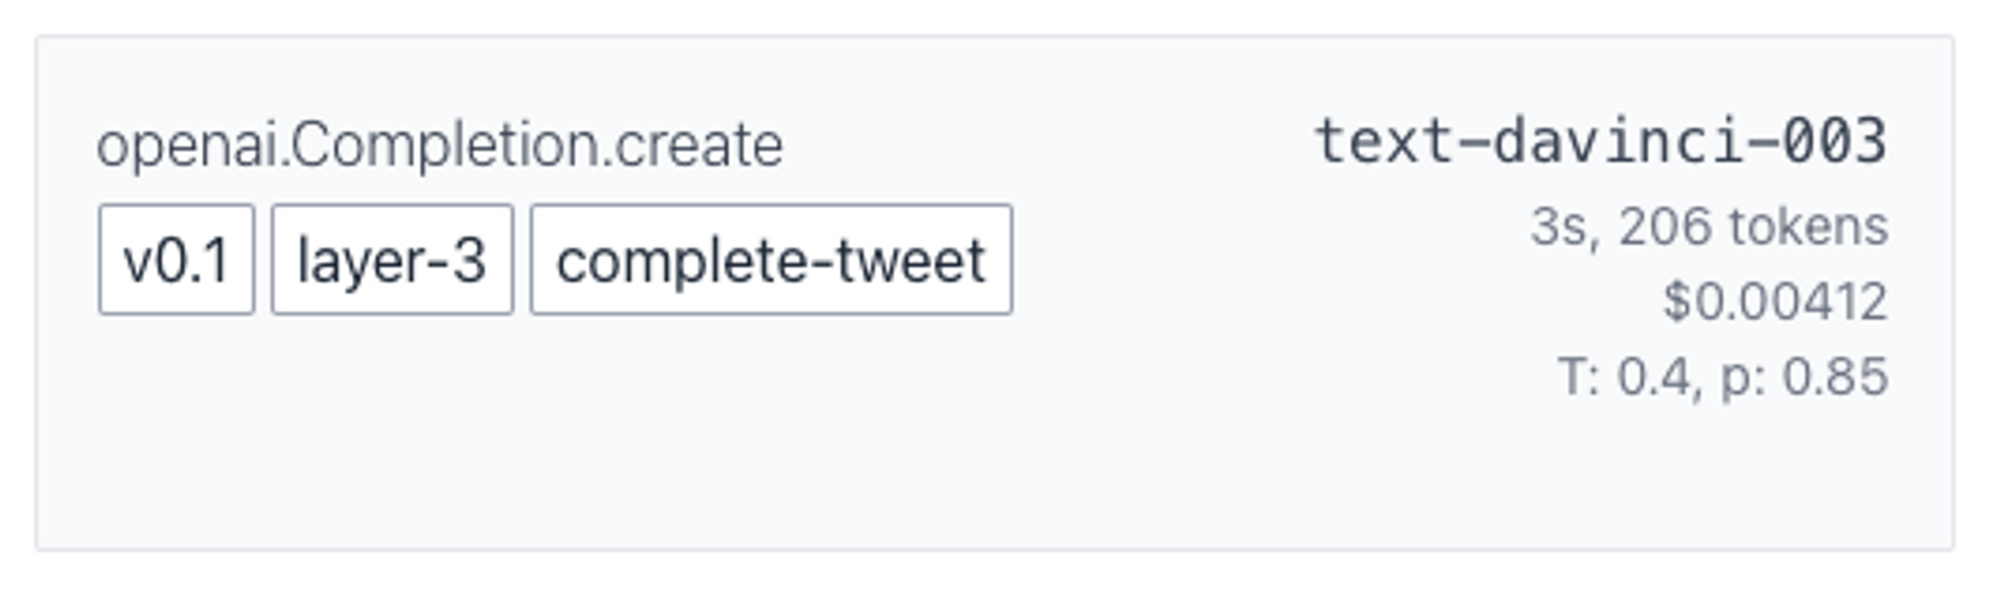 openai.Completion.create
v0.1 layer-3 complete-tweet
text-davinci-003
3s, 206 tokens
$0.00412
T: 0.4, p: 0.85